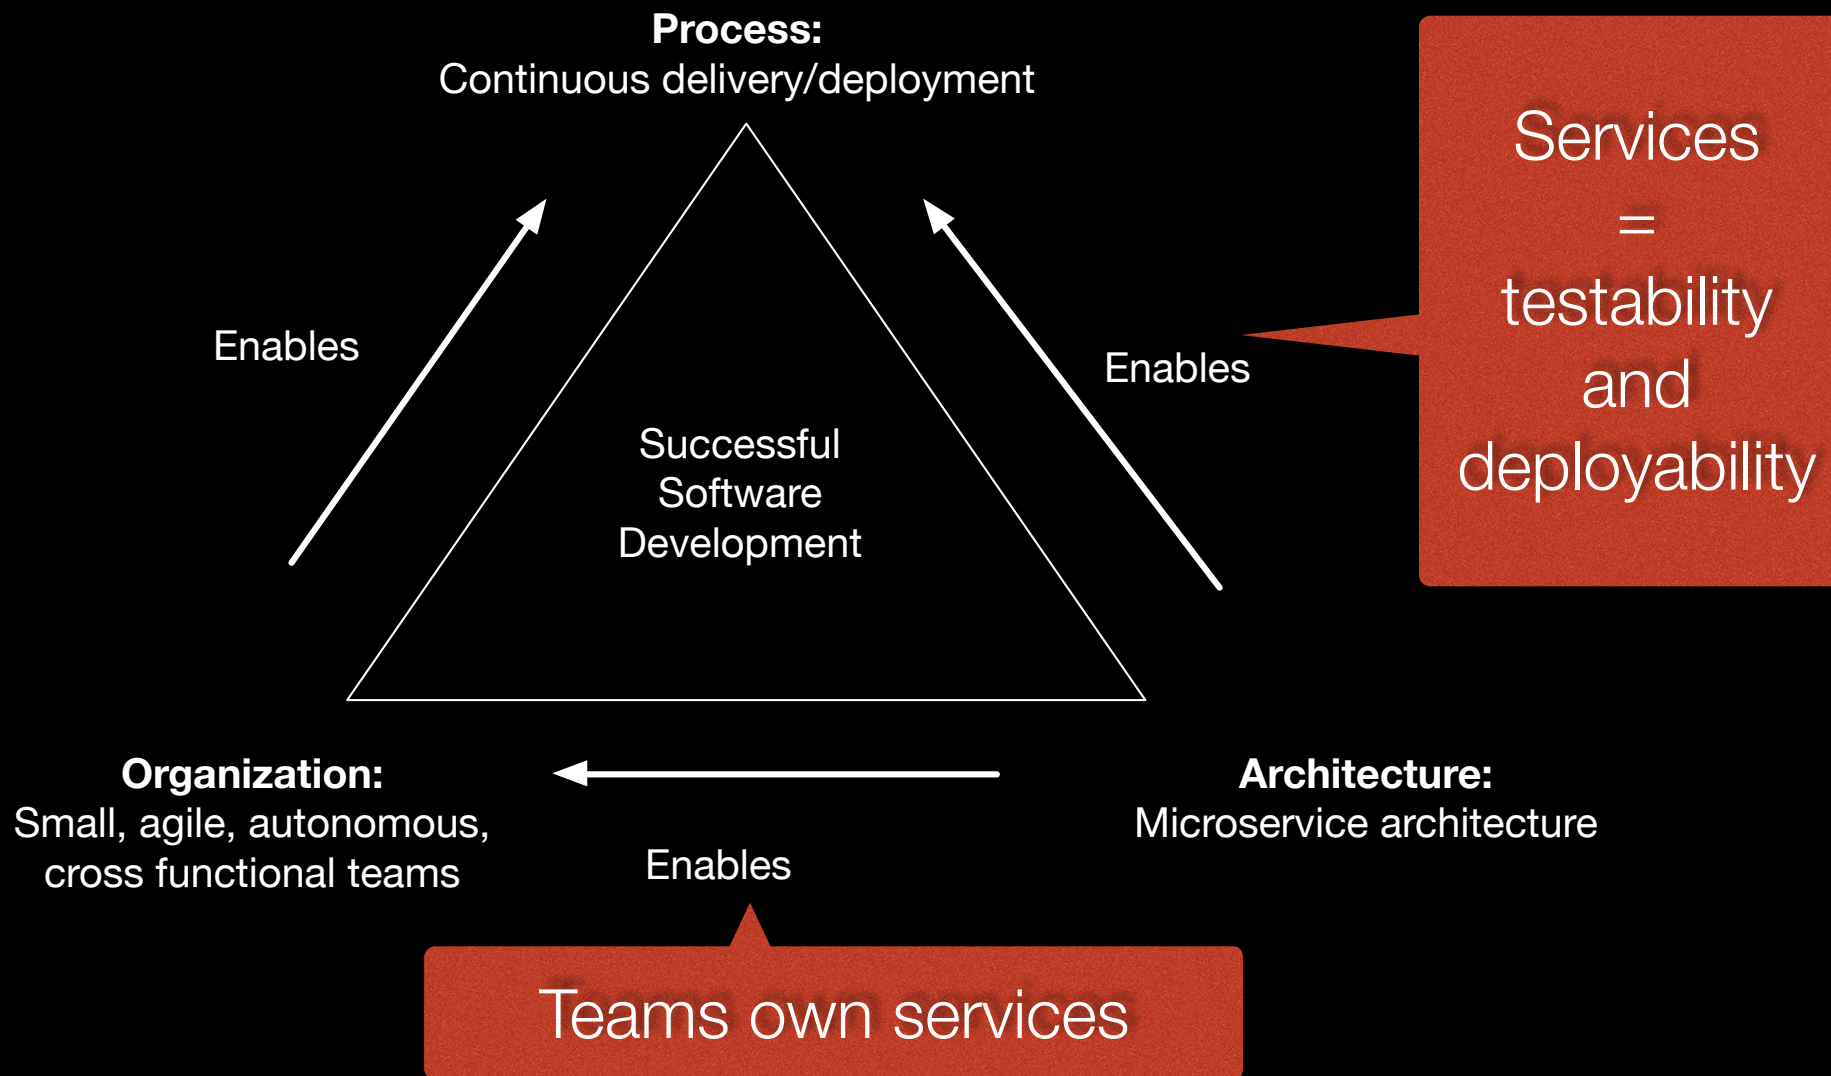 Process:
Continuous delivery/deployment
Services
=
testability
and
deployability
Enables
Enables
Successful
Software
Development
Organization:
Small, agile, autonomous,
cross functional teams
Architecture:
Microservice architecture
Enables
Teams own services